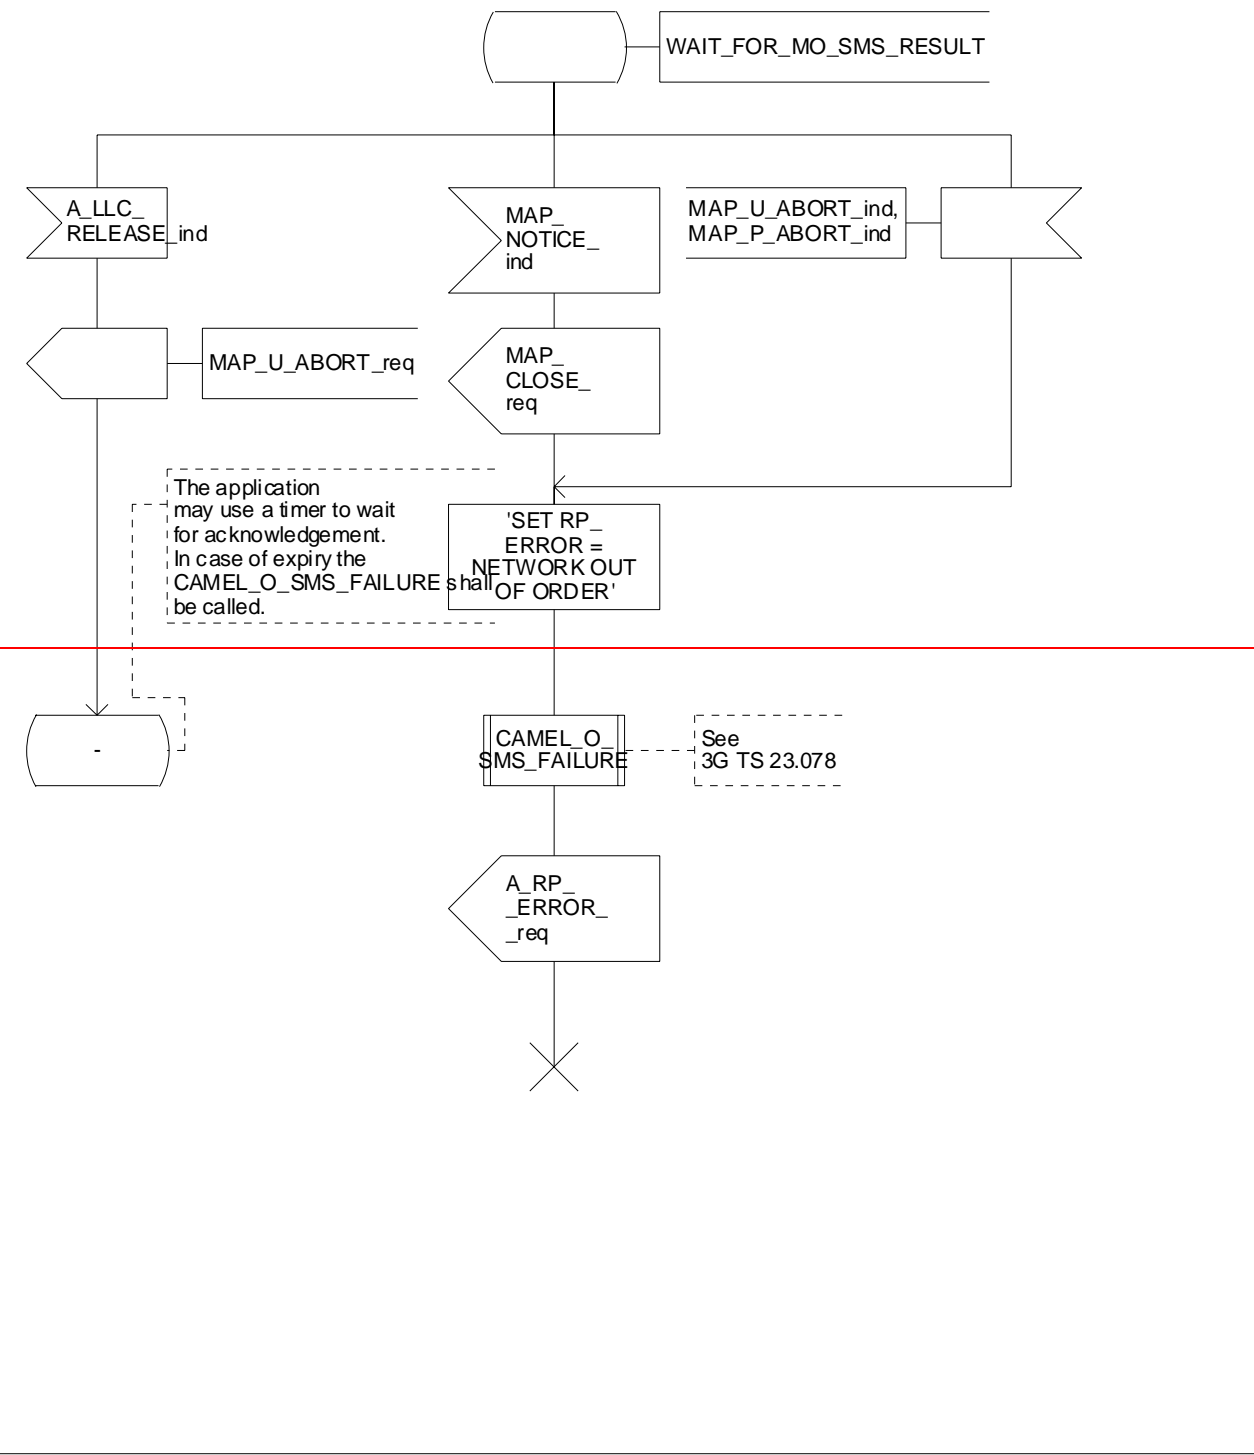 WAIT_FOR_MO_SMS_RESULT
A_LLC_
RELEASE_ind
MAP_
NOTICE_
ind
MAP_U_ABORT_ind,
MAP_P_ABORT_ind
MAP_U_ABORT_req
MAP_
CLOSE_
req
The application
may use a timer to wait
for acknowledgement.
In case of expiry the
CAMEL_O_SMS_FAILURE shall
be called.
'SET RP_
ERROR =
NETWORK OUT
OF ORDER'
-
CAMEL_O_
SMS_FAILURE
See
3G TS 23.078
A_RP_
_ERROR_
_req